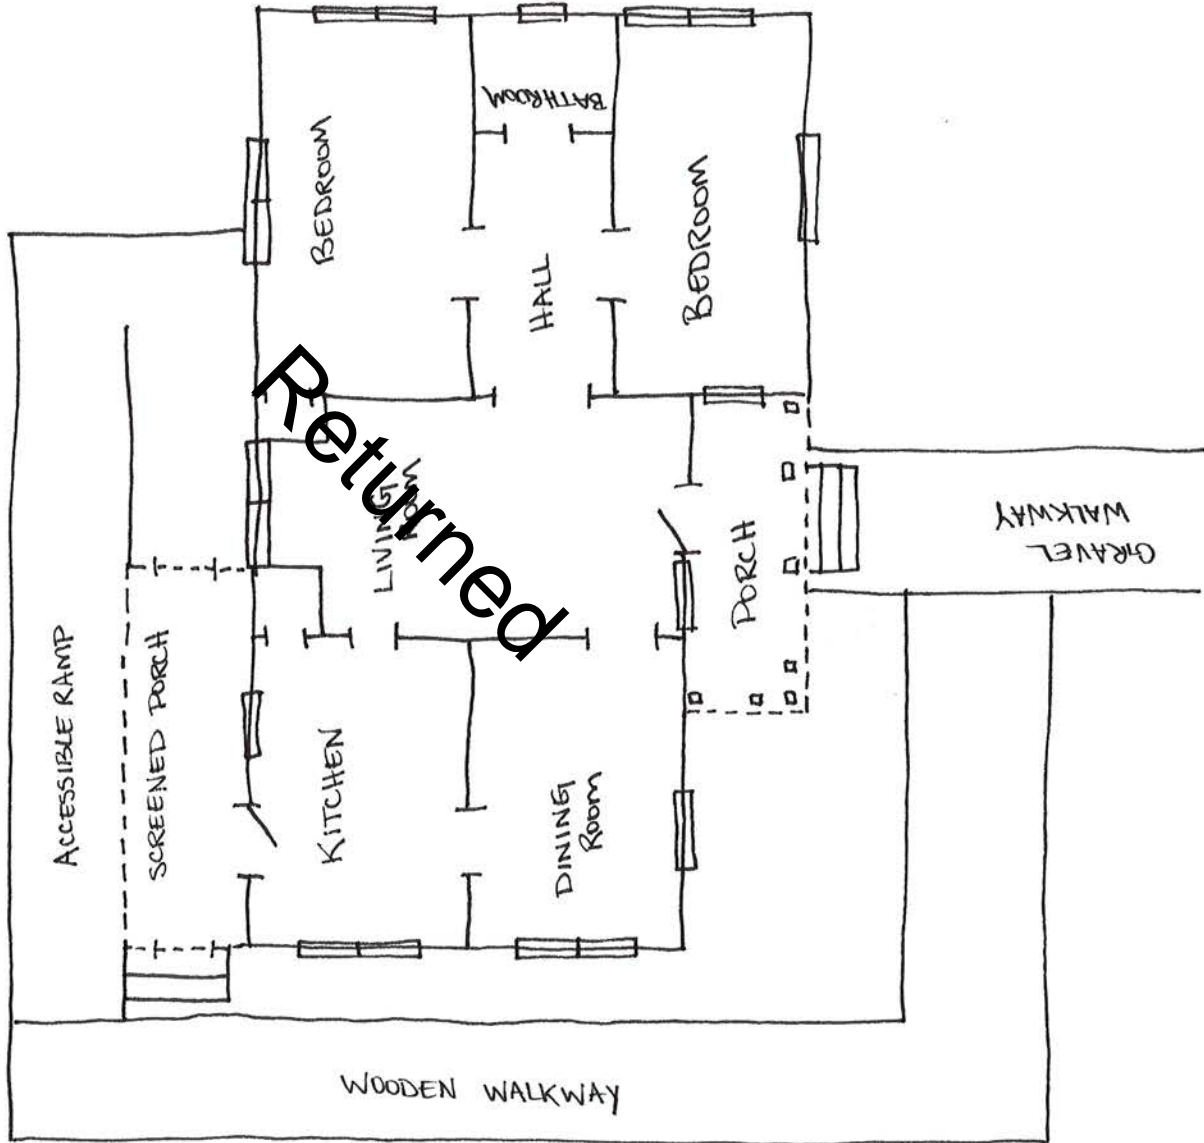 BATHROOM
BEDROOM
BEDROOM
HALL
Returned
LIVING
ROOM
PORCH
GRAVEL
WALKWAY
ACCESSIBLE RAMP
SCREENED PORCH
KITCHEN
DINING
ROOM
WOODEN WALKWAY